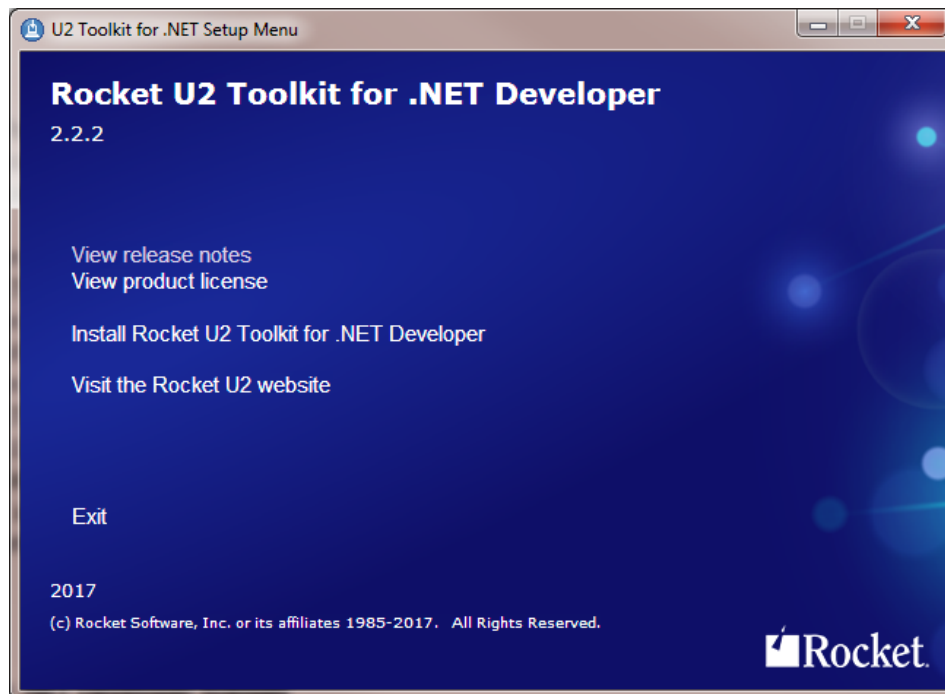 U2 Toolkit for .NET Setup Menu
Rocket U2 Toolkit for .NET Developer
2.2.2
View release notes
View product license
Install Rocket U2 Toolkit for .NET Developer
Visit the Rocket U2 website
Exit
2017
(c) Rocket Software, Inc. or its affiliates 1985-2017. All Rights Reserved.
Rocket.